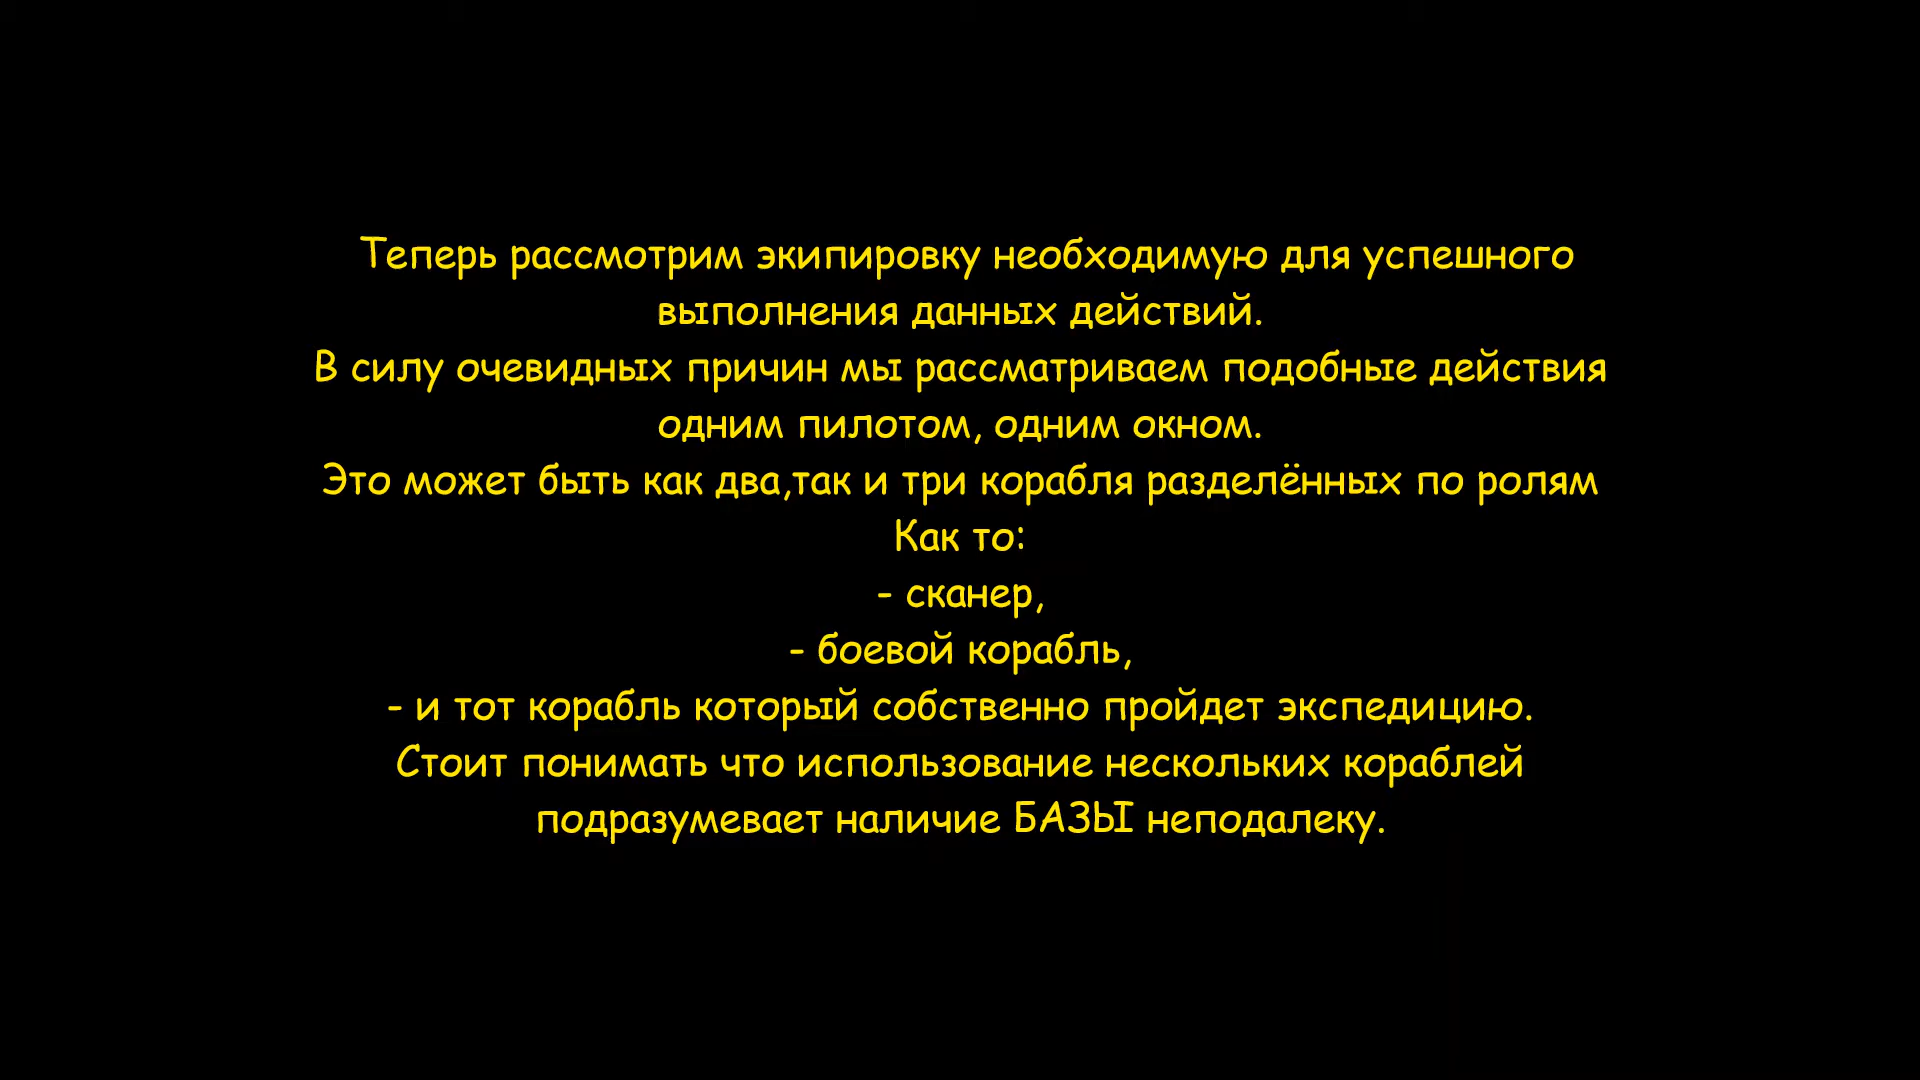 Теперь рассмотрим экипировку необходимую для успешного
выполнения данных действий.
В силу очевидных причин мы рассматриваем подобные действия
одним пилотом, одним окном.
Это может быть как два,так и три корабля разделённых по ролям
Как то:
- сканер,
- боевой корабль,
- и тот корабль который собственно пройдет экспедицию.
Стоит понимать что использование нескольких кораблей
подразумевает наличие БАЗЫ неподалеку.